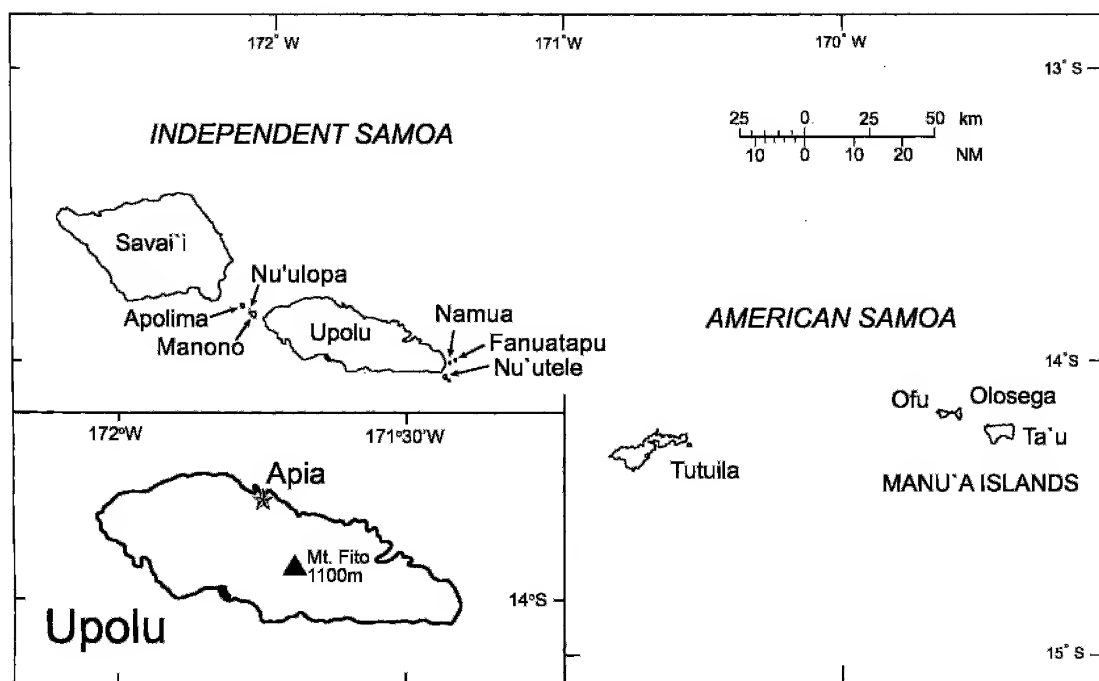 172° W
171° W
170° W
13° S
25 0 25 50 km
10 0 10 20 NM
INDEPENDENT SAMOA
Savai`i
Nu'ulopa
Apolima
Manono
Upolu
Namua
Fanuatapu
Nu`utele
AMERICAN SAMOA
14° S
Ofu
Olosega
Ta`u
Tutuila
MANU`A ISLANDS
172°W
171°30'W
Apia
Mt. Fito
1100m
14°S
Upolu
15° S